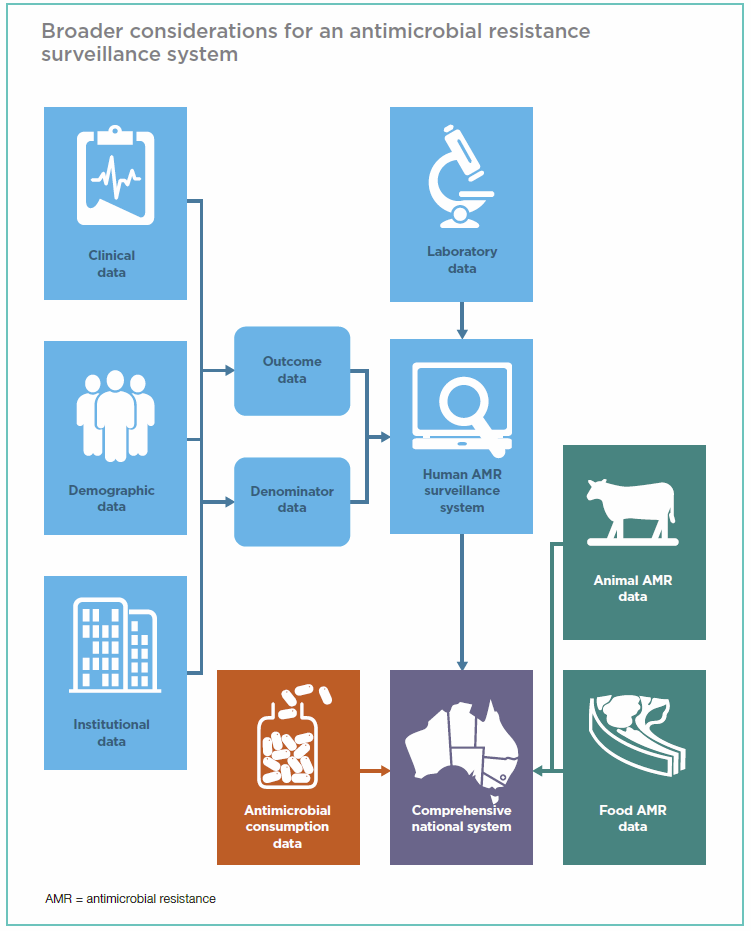 Broader considerations for an antimicrobial resistance
surveillance system
Clinical
data
Laboratory
data
Outcome
data
Demographic
data
Denominator
data
Human AMR
surveillance
system
Animal AMR
data
Institutional
data
Antimicrobial
consumption
data
Comprehensive
national system
Food AMR
data
AMR = antimicrobial resistance